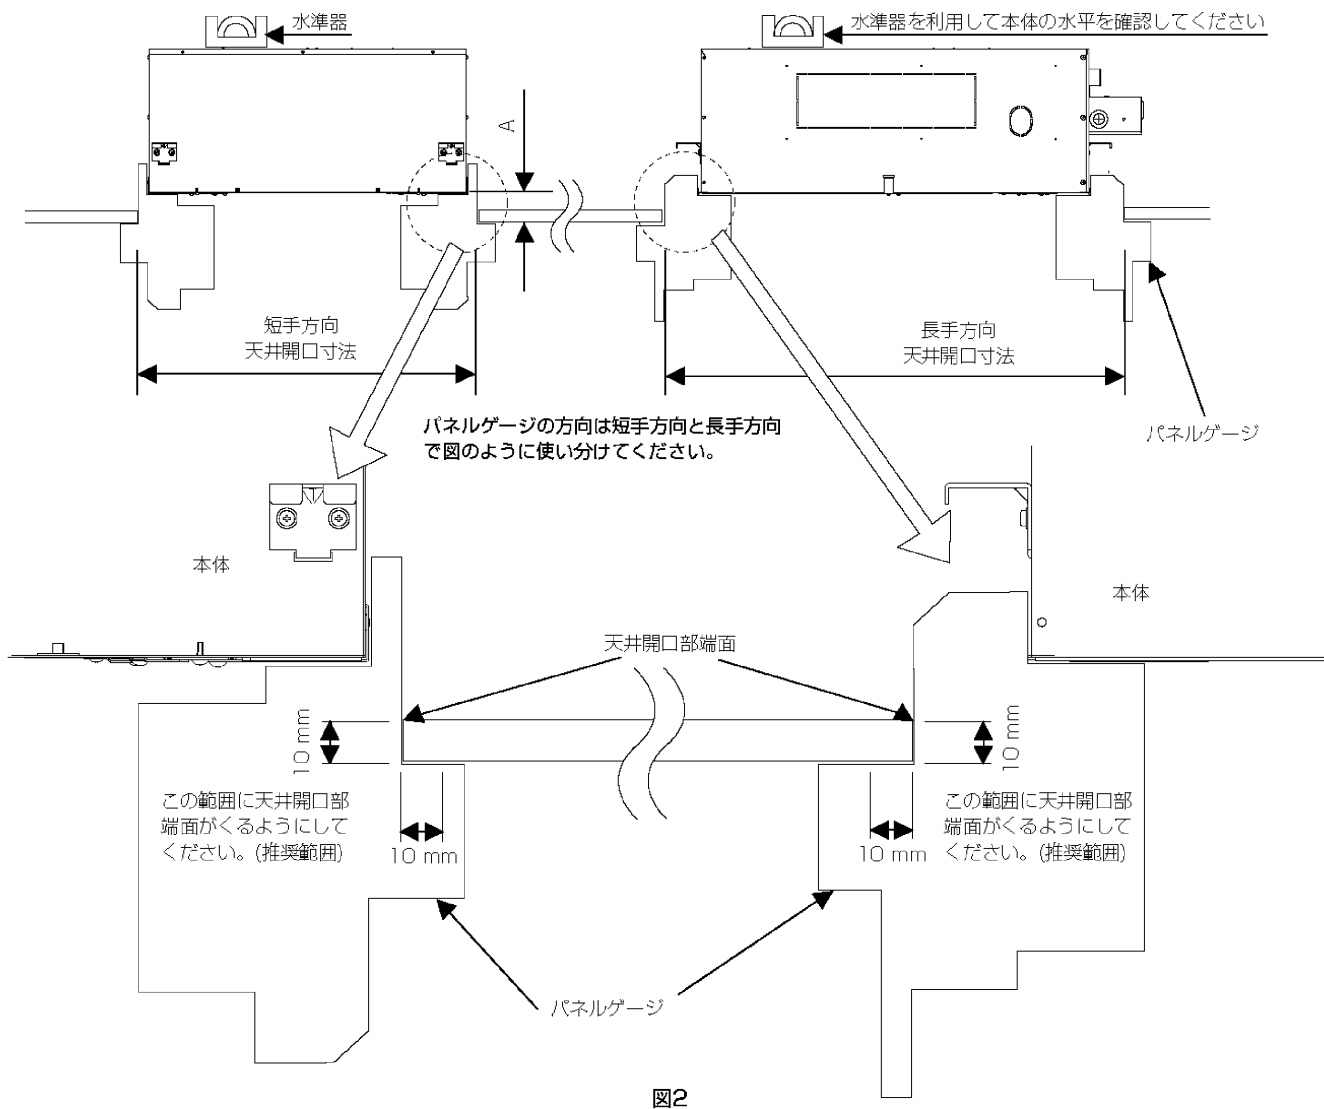 水準器
水準器を利用して本体の水平を確認してください
A
短手方向
天井開口寸法
長手方向
天井開口寸法
パネルゲージの方向は短手方向と長手方向
で図のように使い分けてください。
パネルゲージ
本体
本体
天井開口部端面
10 mm
10 mm
この範囲に天井開口部
端面がくるようにして
ください。(推奨範囲)
10 mm
10 mm
この範囲に天井開口部
端面がくるようにして
ください。(推奨範囲)
パネルゲージ
図2